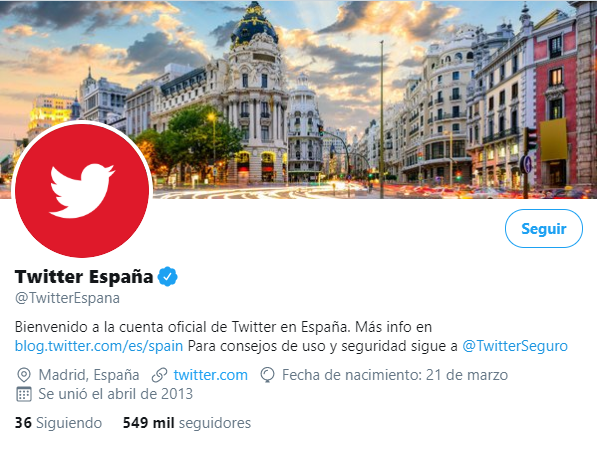 Seguir
Twitter España
@TwitterEspana
Bienvenido a la cuenta oficial de Twitter en España. Más info en
blog.twitter.com/es/spain Para consejos de uso y seguridad sigue a @TwitterSeguro
Madrid, España twitter.com Fecha de nacimiento: 21 de marzo
Se unió el abril de 2013
36 Siguiendo 549 mil seguidores